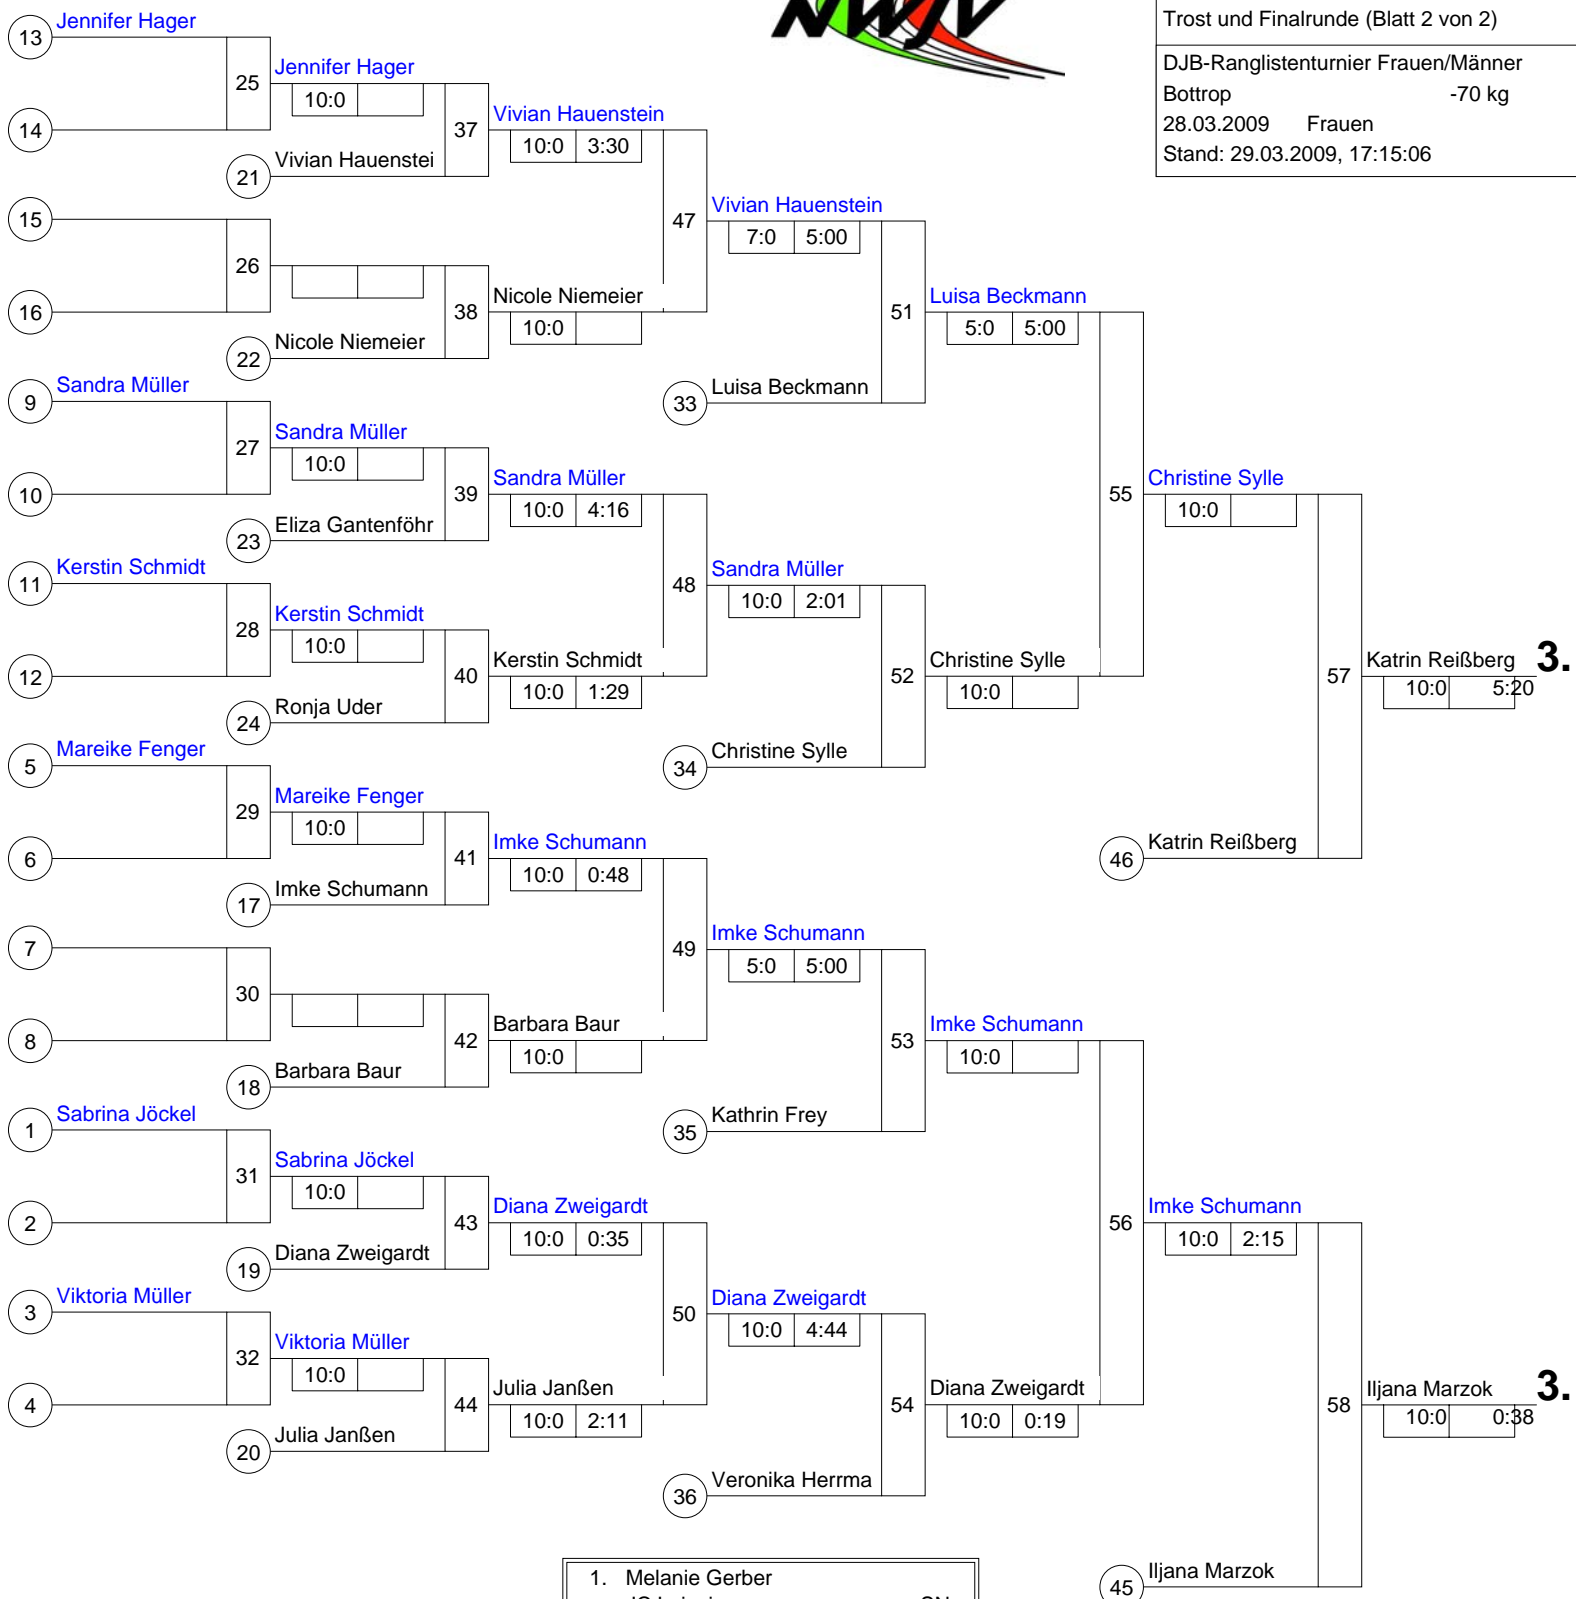 NWJV
Trost und Finalrunde (Blatt 2 von 2)
DJB-Ranglistenturnier Frauen/Männer
Bottrop -70 kg
28.03.2009 Frauen
Stand: 29.03.2009, 17:15:06
13 Jennifer Hager
25 Jennifer Hager
10:0
14
37 Vivian Hauenstein
10:0 3:30
21 Vivian Hauenstei
15
47 Vivian Hauenstein
7:0 5:00
26
16
38 Nicole Niemeier
10:0
22 Nicole Niemeier
51 Luisa Beckmann
5:0 5:00
9 Sandra Müller
33 Luisa Beckmann
27 Sandra Müller
10:0
10
39 Sandra Müller
10:0 4:16
55 Christine Sylle
10:0
23 Eliza Gantenföhr
11 Kerstin Schmidt
48 Sandra Müller
10:0 2:01
28 Kerstin Schmidt
10:0
12
40 Kerstin Schmidt
10:0 1:29
52 Christine Sylle
10:0
57 Katrin Reißberg 3.
10:0 5:20
24 Ronja Uder
5 Mareike Fenger
34 Christine Sylle
29 Mareike Fenger
10:0
6
41 Imke Schumann
10:0 0:48
46 Katrin Reißberg
17 Imke Schumann
7
49 Imke Schumann
5:0 5:00
30
8
42 Barbara Baur
10:0
53 Imke Schumann
10:0
18 Barbara Baur
1 Sabrina Jöckel
35 Kathrin Frey
31 Sabrina Jöckel
10:0
2
43 Diana Zweigardt
10:0 0:35
56 Imke Schumann
10:0 2:15
19 Diana Zweigardt
3 Viktoria Müller
50 Diana Zweigardt
10:0 4:44
32 Viktoria Müller
10:0
4
44 Julia Janßen
10:0 2:11
54 Diana Zweigardt
10:0 0:19
58 Iljana Marzok 3.
10:0 0:38
20 Julia Janßen
36 Veronika Herrma
45 Iljana Marzok
1. Melanie Gerber